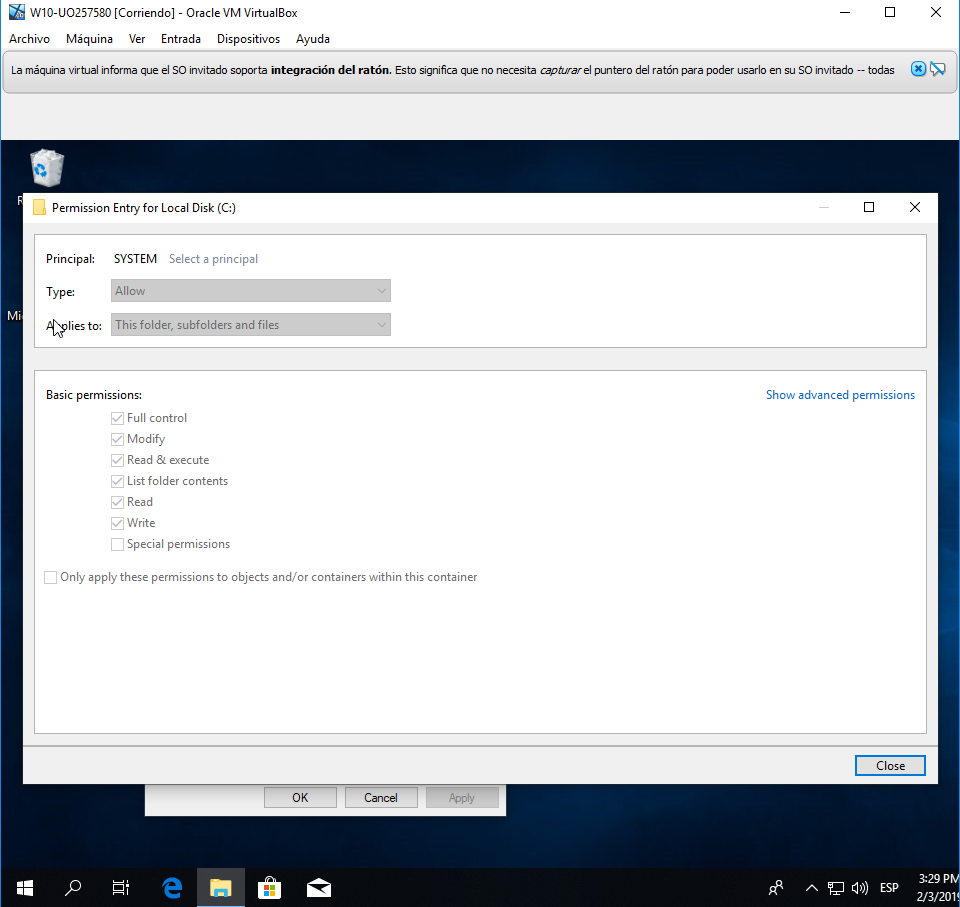 W10-UO257580 [Corriendo] - Oracle VM VirtualBox
Archivo Máquina Ver Entrada Dispositivos Ayuda
La máquina virtual informa que el SO invitado soporta integración del ratón. Esto significa que no necesita capturar el puntero del ratón para poder usarlo en su SO invitado -- todas
Permission Entry for Local Disk (C:)
Principal: SYSTEM Select a principal
Type: Allow
Applies to: This folder, subfolders and files
Mi
Basic permissions: Show advanced permissions
Full control
Modify
Read & execute
List folder contents
Read
Write
Special permissions
Only apply these permissions to objects and/or containers within this container
Close
OK Cancel Apply
ESP
3:29 PM
2/3/201